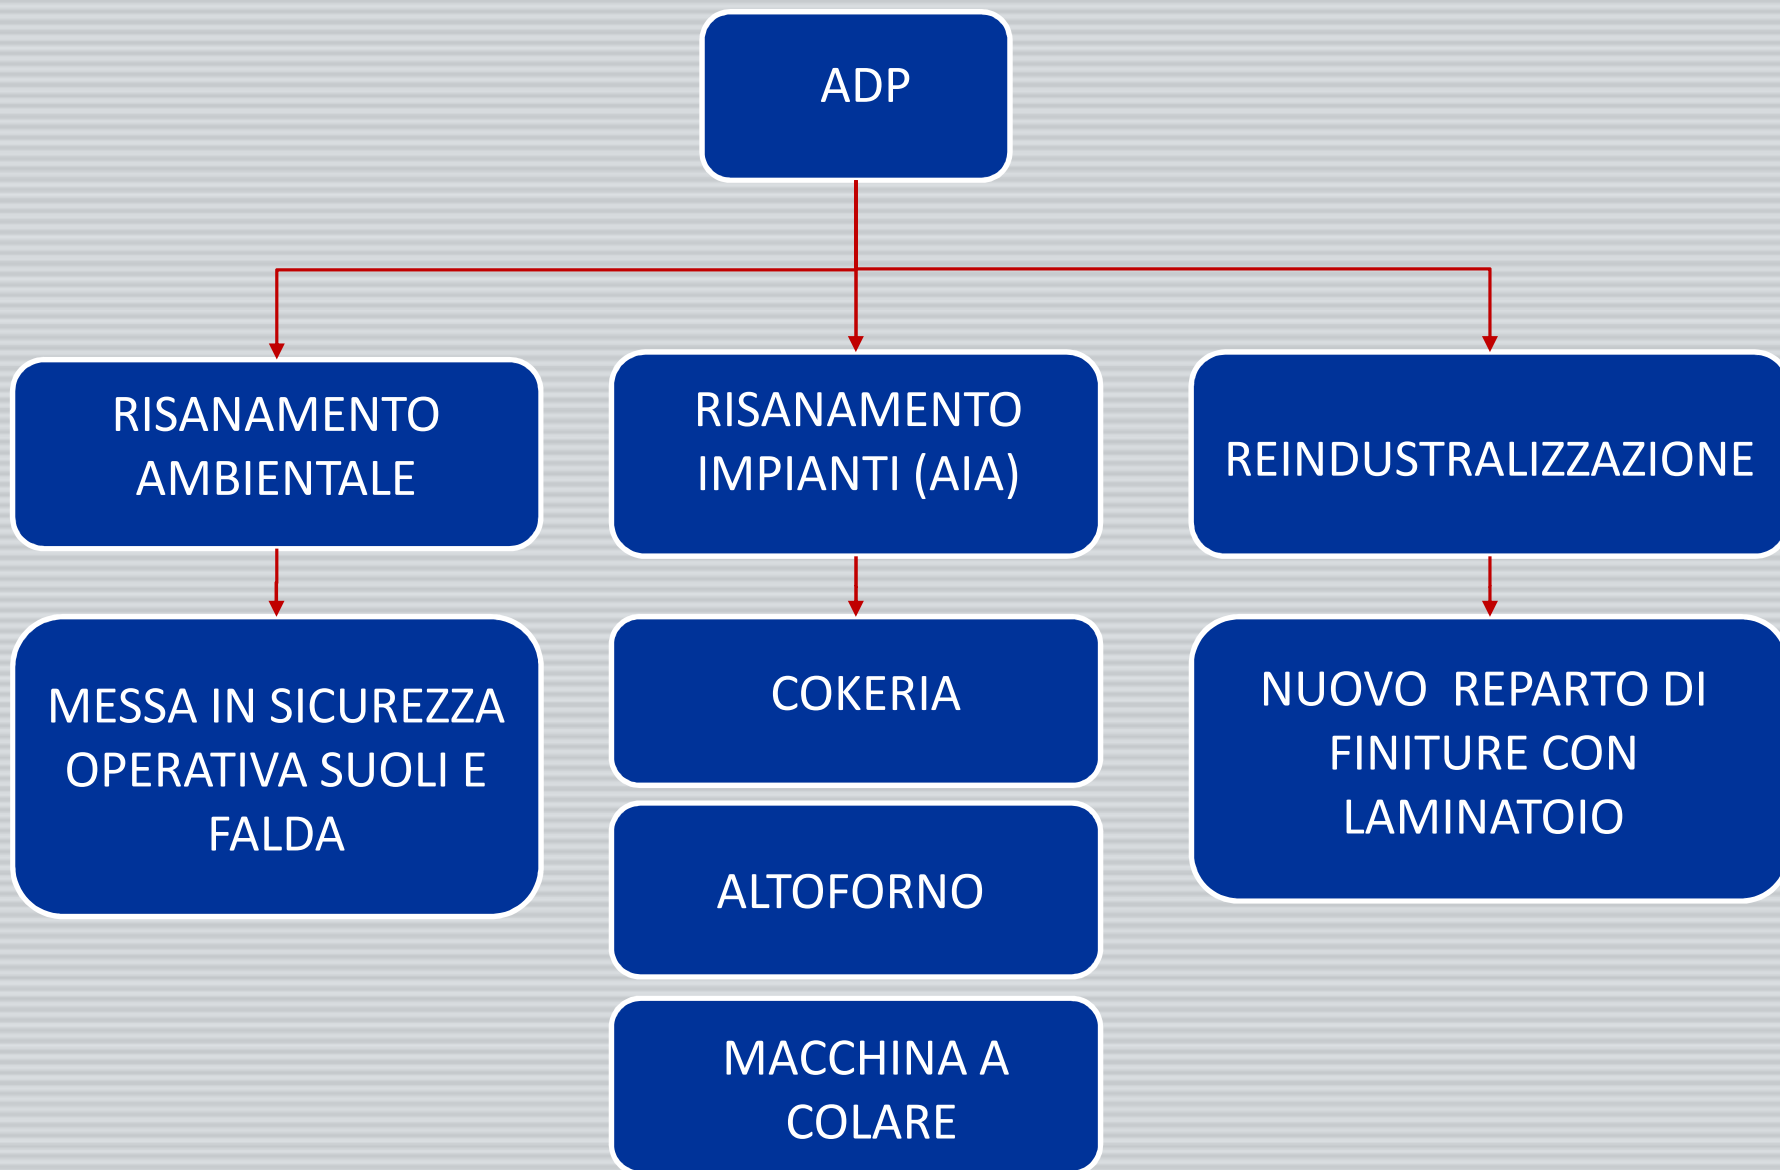 ADP
RISANAMENTO
AMBIENTALE
RISANAMENTO
IMPIANTI (AIA)
REINDUSTRALIZZAZIONE
MESSA IN SICUREZZA
OPERATIVA SUOLI E
FALDA
COKERIA
ALTOFORNO
MACCHINA A
COLARE
NUOVO  REPARTO DI
FINITURE CON
LAMINATOIO